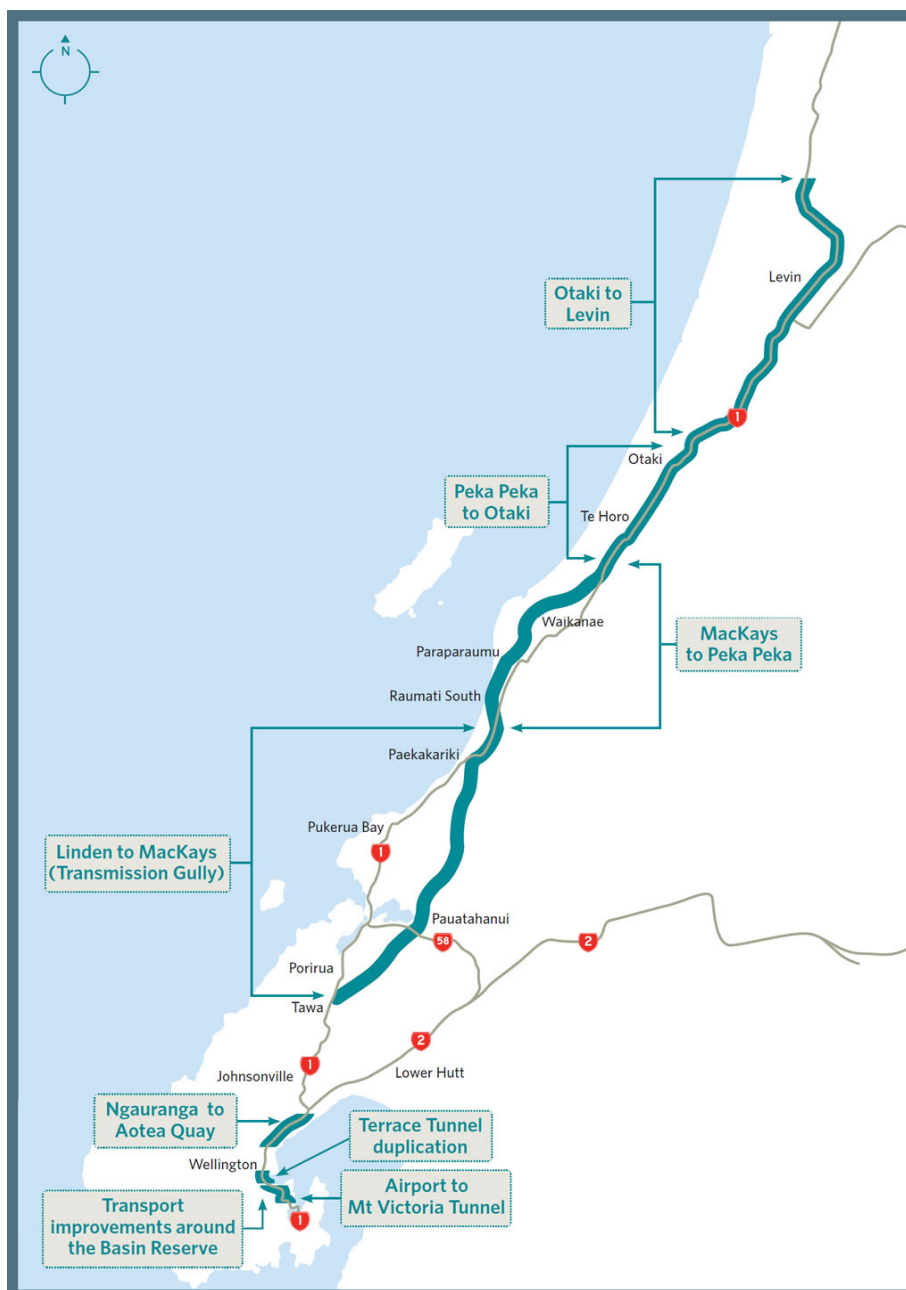 N
Levin
Otaki to
Levin
1
Otaki
Peka Peka
to Otaki
Te Horo
Waikanae
MacKays
to Peka Peka
Paraparaumu
Raumati South
Paekakariki
Pukerua Bay
1
Linden to MacKays
(Transmission Gully)
Pauatahanui
58
2
Porirua
Tawa
2
1
Johnsonville
Lower Hutt
Ngauranga to
Aotea Quay
Terrace Tunnel
duplication
Wellington
Airport to
Mt Victoria Tunnel
Transport
improvements around
the Basin Reserve
1